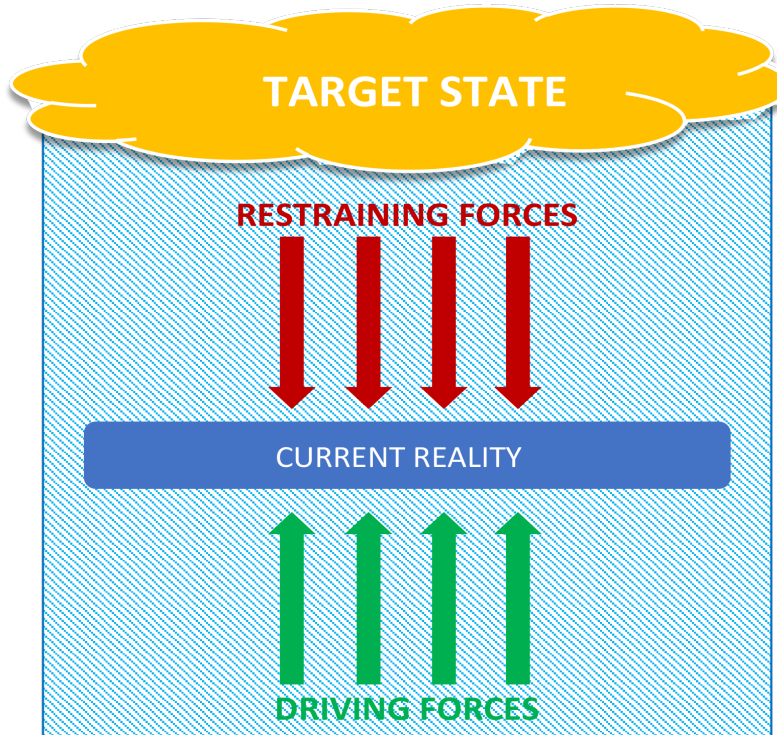 TARGET STATE
RESTRAINING FORCES
CURRENT REALITY
DRIVING FORCES